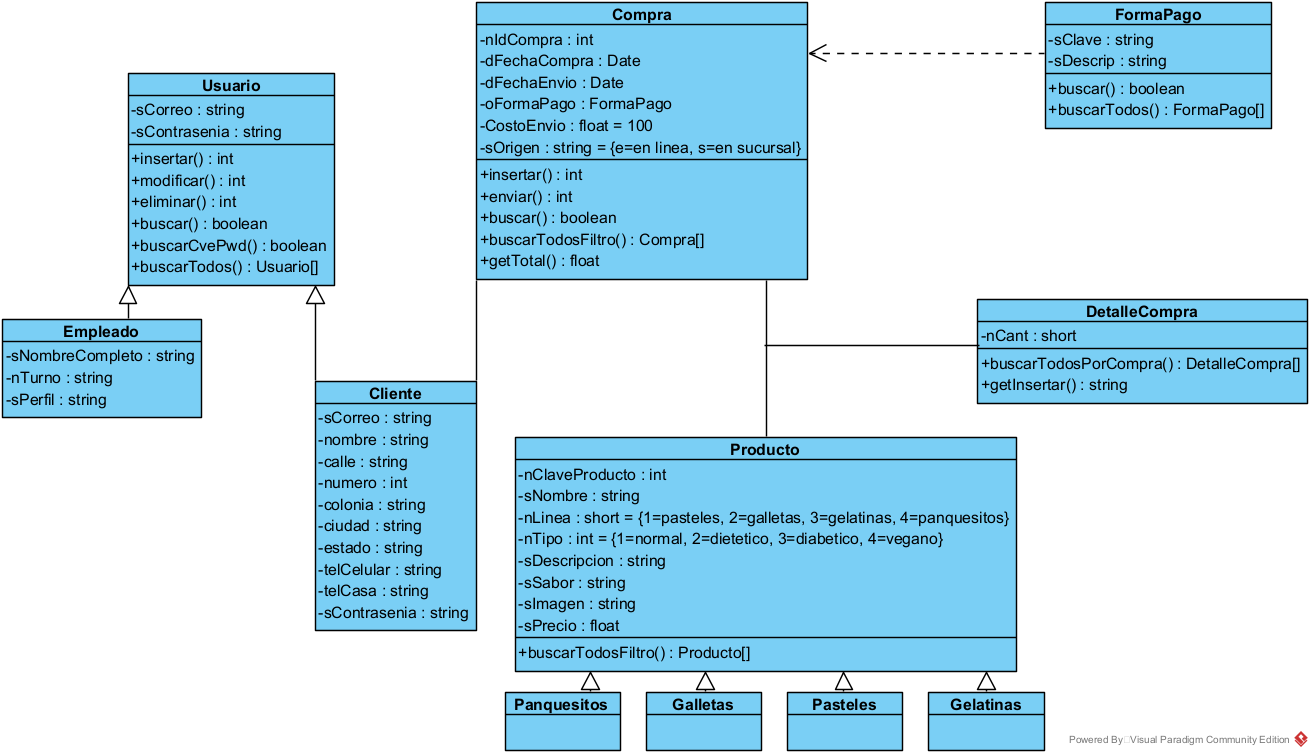 Compra
-nIdCompra : int
-dFechaCompra : Date
-dFechaEnvio : Date
-oFormaPago : FormaPago
-CostoEnvio : float = 100
-sOrigen : string = {e=en linea, s=en sucursal}
+insertar() : int
+enviar() : int
+buscar() : boolean
+buscarTodosFiltro() : Compra[]
+getTotal() : float
FormaPago
-sClave : string
-sDescrip : string
+buscar() : boolean
+buscarTodos() : FormaPago[]
Usuario
-sCorreo : string
-sContrasenia : string
+insertar() : int
+modificar() : int
+eliminar() : int
+buscar() : boolean
+buscarCvePwd() : boolean
+buscarTodos() : Usuario[]
Empleado
-sNombreCompleto : string
-nTurno : string
-sPerfil : string
Cliente
-sCorreo : string
-nombre : string
-calle : string
-numero : int
-colonia : string
-ciudad : string
-estado : string
-telCelular : string
-telCasa : string
-sContrasenia : string
DetalleCompra
-nCant : short
+buscarTodosPorCompra() : DetalleCompra[]
+getInsertar() : string
Producto
-nClaveProducto : int
-sNombre : string
-nLinea : short = {1=pasteles, 2=galletas, 3=gelatinas, 4=panquesitos}
-nTipo : int = {1=normal, 2=dietetico, 3=diabetico, 4=vegano}
-sDescripcion : string
-sSabor : string
-sImagen : string
-sPrecio : float
+buscarTodosFiltro() : Producto[]
Panquesitos
Galletas
Pasteles
Gelatinas
Powered By Visual Paradigm Community Edition